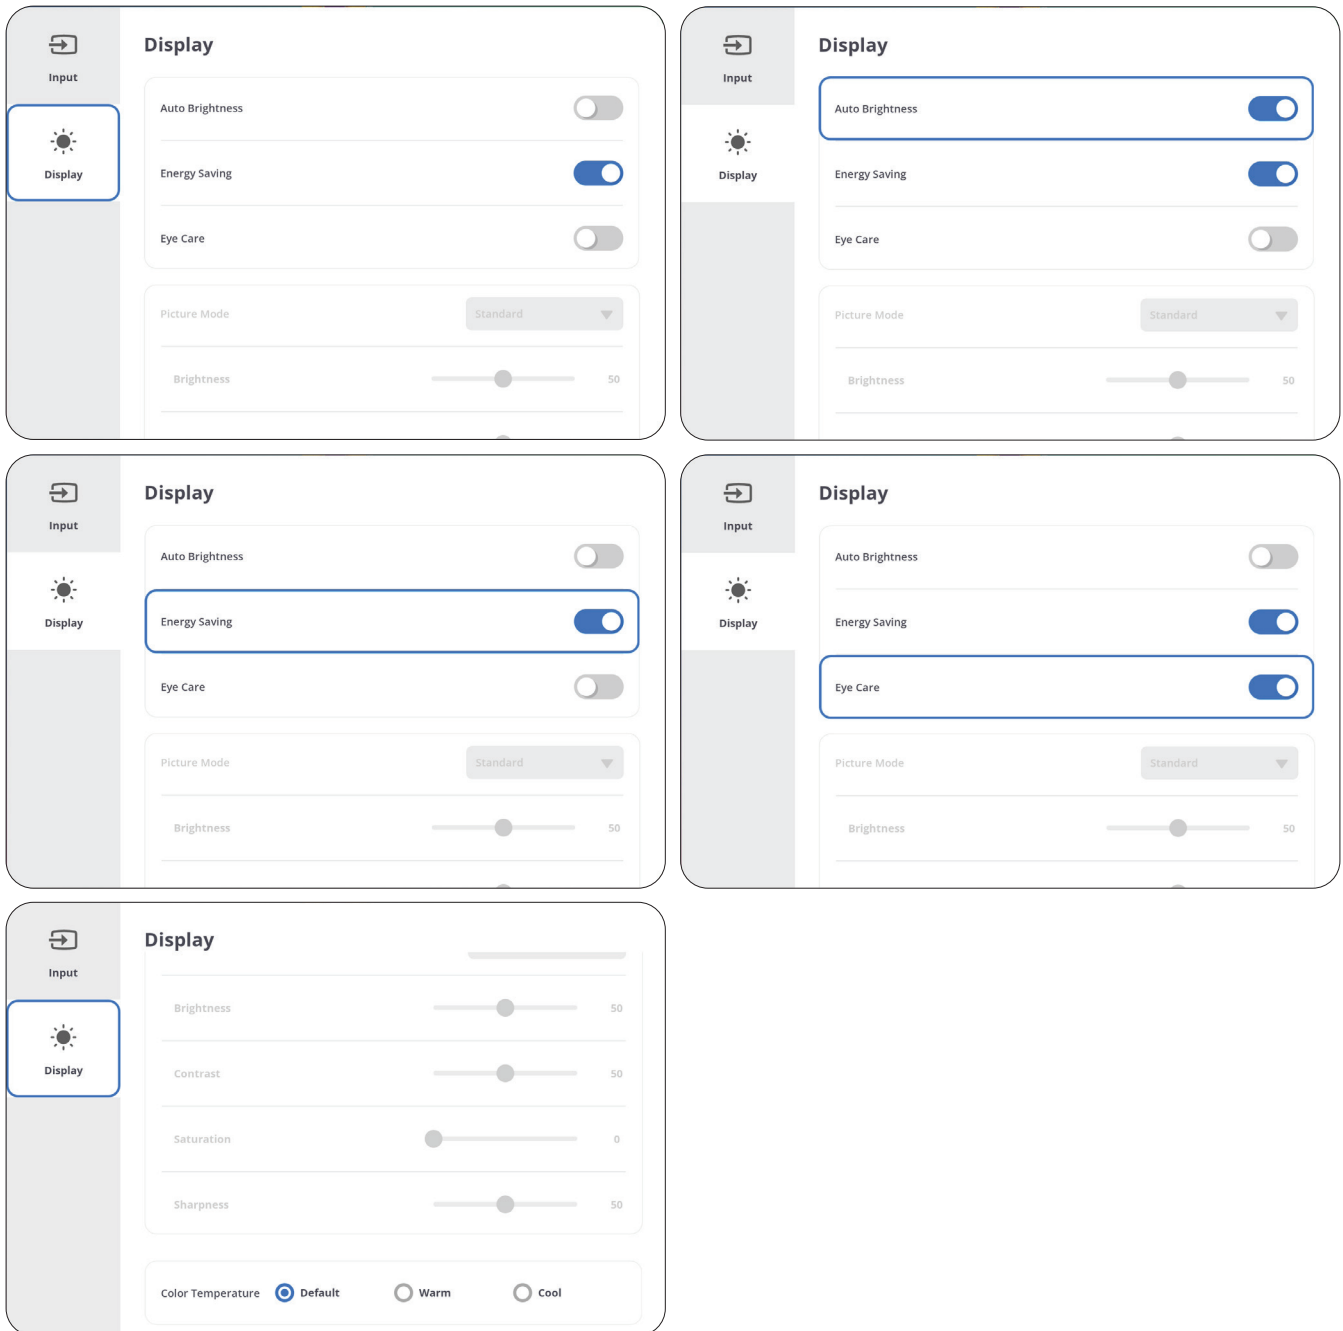 Input
Display
Display
Auto Brightness
Energy Saving
Eye Care
Picture Mode Standard
Brightness 50
Input
Display
Display
Auto Brightness
Energy Saving
Eye Care
Picture Mode Standard
Brightness 50
Input
Display
Display
Auto Brightness
Energy Saving
Eye Care
Picture Mode Standard
Brightness 50
Input
Display
Display
Auto Brightness
Energy Saving
Eye Care
Picture Mode Standard
Brightness 50
Input
Display
Display
Brightness 50
Contrast 50
Saturation 0
Sharpness 50
Color Temperature Default Warm Cool